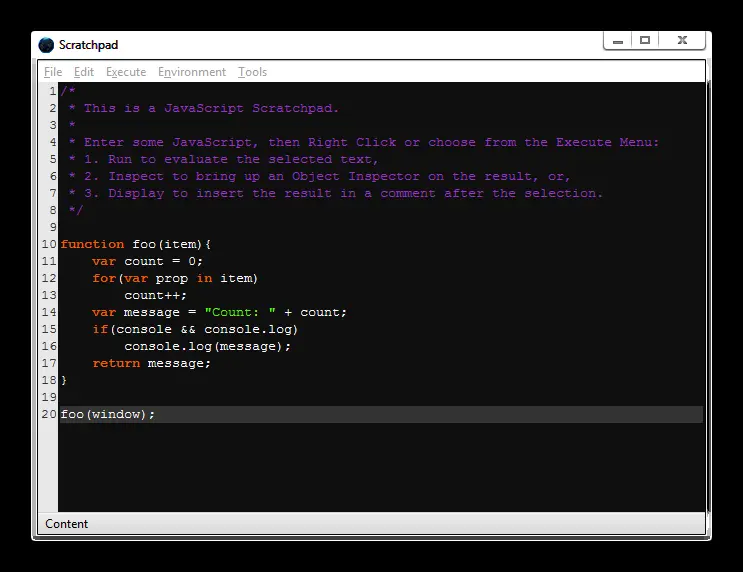 Scratchpad
File Edit Execute Environment Tools
1 /*
2  * This is a JavaScript Scratchpad.
3  *
4  * Enter some JavaScript, then Right Click or choose from the Execute Menu:
5  * 1. Run to evaluate the selected text,
6  * 2. Inspect to bring up an Object Inspector on the result, or,
7  * 3. Display to insert the result in a comment after the selection.
8  */
9
10 function foo(item){
11     var count = 0;
12     for(var prop in item)
13         count++;
14     var message = "Count: " + count;
15     if(console && console.log)
16         console.log(message);
17     return message;
18 }
19
20 foo(window);
Content